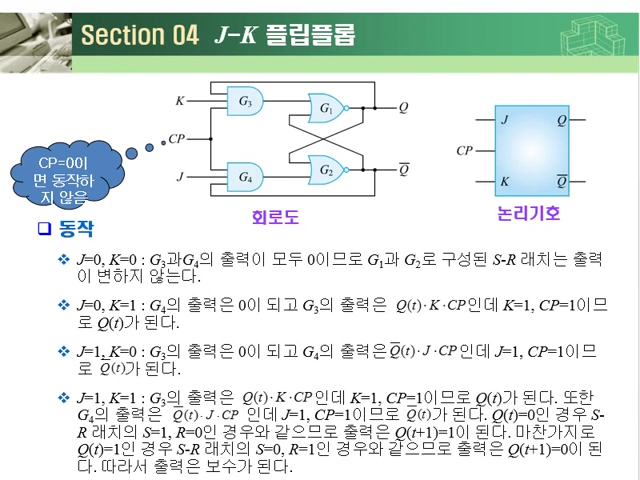 Section 04 J-K 플립플롭
K
G3
G1
Q
CP
J
G4
G2
Q̅
회로도
J
Q
CP
K
Q̅
논리기호
CP=0이
면 동작하
지 않음
동작
J=0, K=0 : G3과G4의 출력이 모두 0이므로 G1과 G2로 구성된 S-R 래치는 출력
이 변하지 않는다.
J=0, K=1 : G4의 출력은 0이 되고 G3의 출력은 Q(t)·K·CP인데 K=1, CP=1이므
로 Q(t)가 된다.
J=1, K=0 : G3의 출력은 0이 되고 G4의 출력은Q̅(t)·J·CP인데 J=1, CP=1이므
로 Q̅(t)가 된다.
J=1, K=1 : G3의 출력은 Q(t)·K·CP인데 K=1, CP=1이므로 Q(t)가 된다. 또한
G4의 출력은 Q̅(t)·J·CP 인데 J=1, CP=1이므로 Q̅(t)가 된다. Q(t)=0인 경우 S-
R 래치의 S=1, R=0인 경우와 같으므로 출력은 Q(t+1)=1이 된다. 마찬가지로
Q(t)=1인 경우 S-R 래치의 S=0, R=1인 경우와 같으므로 출력은 Q(t+1)=0이 된
다. 따라서 출력은 보수가 된다.